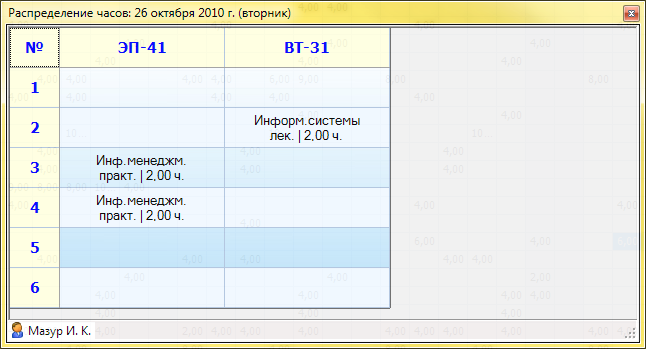 Распределение часов: 26 октября 2010 г. (вторник)
№ ЭП-41 ВТ-31
1
2 Информ.системы
лек. | 2,00 ч.
3 Инф.менеджм.
практ. | 2,00 ч.
4 Инф.менеджм.
практ. | 2,00 ч.
5
6
Мазур И. К.